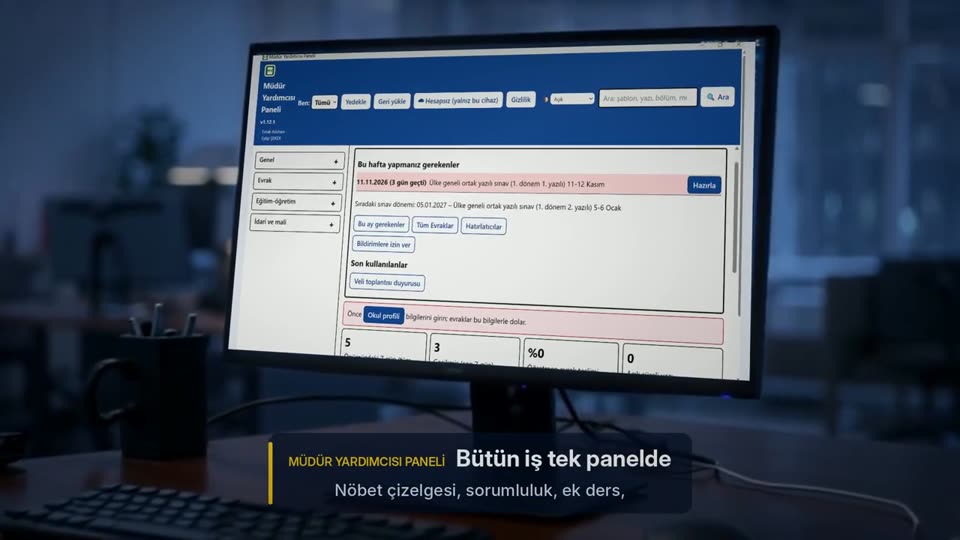 Müdür Yardımcısı Paneli
Müdür
Yardımcısı
Paneli
v1.12.1
İlen: Tümü Yedekle Geri yükle Hesapsız (yalnız bu cihaz) Gizlilik Açık Ara: şablon, yazı, bölüm, mi Ara
Genel +
Evrak +
Eğitim-öğretim +
İdari ve mali +
Bu hafta yapmanız gerekenler
11.11.2026 (3 gün geçti) Ülke geneli ortak yazılı sınav (1. dönem 1. yazılı) 11-12 Kasım Hazırla
Sıradaki sınav dönemi: 05.01.2027 – Ülke geneli ortak yazılı sınav (1. dönem 2. yazılı) 5-6 Ocak
Bu ay gerekenler Tüm Evraklar Hatırlatıcılar
Bildirimlere izin ver
Son kullanılanlar
Veli toplantısı duyurusu
Önce Okul profili bilgilerini girin; evraklar bu bilgilerle dolar.
5 3 %0 0
MÜDÜR YARDIMCISI PANELİ Bütün iş tek panelde
Nöbet çizelgesi, sorumluluk, ek ders,